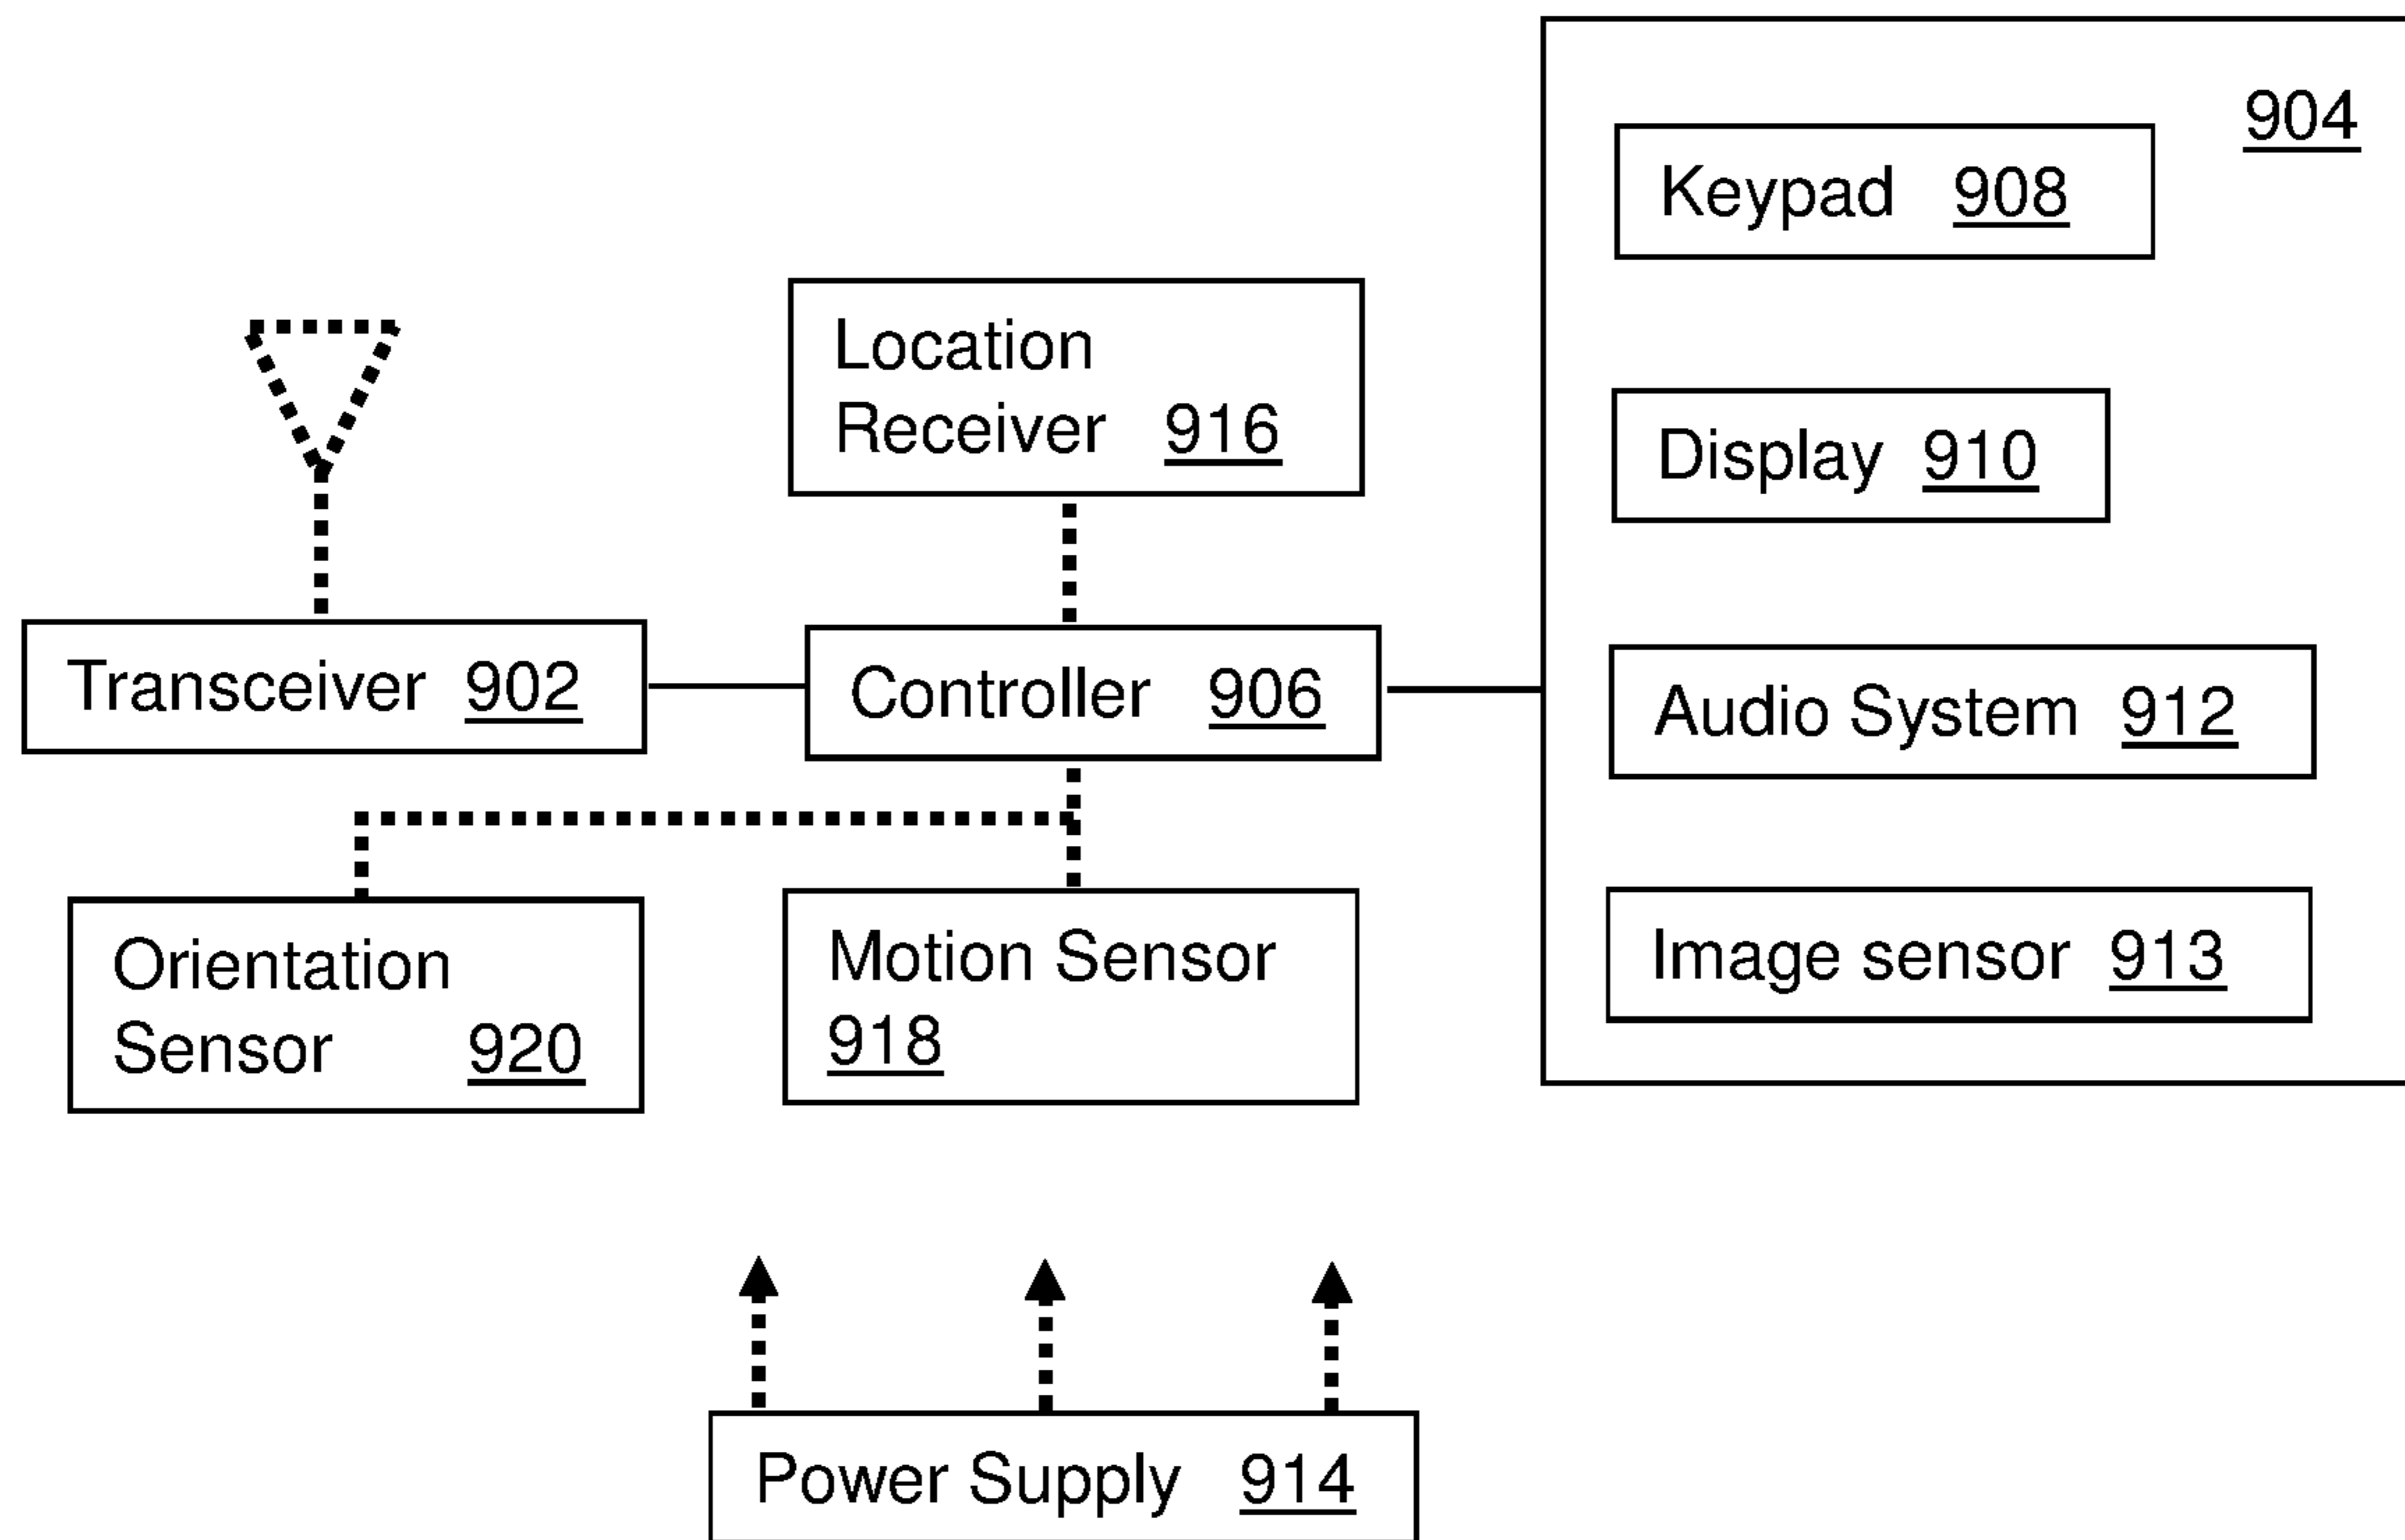 904
Keypad 908
Location
Receiver 916
Display 910
Transceiver 902
Controller 906
Audio System 912
Orientation
Sensor 920
Motion Sensor
918
Image sensor 913
Power Supply 914